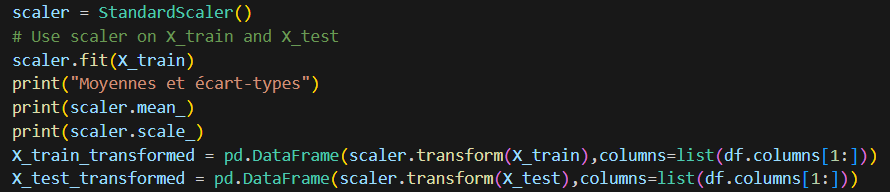 scaler = StandardScaler()
# Use scaler on X_train and X_test
scaler.fit(X_train)
print("Moyennes et écart-types")
print(scaler.mean_)
print(scaler.scale_)
X_train_transformed = pd.DataFrame(scaler.transform(X_train),columns=list(df.columns[1:]))
X_test_transformed = pd.DataFrame(scaler.transform(X_test),columns=list(df.columns[1:]))